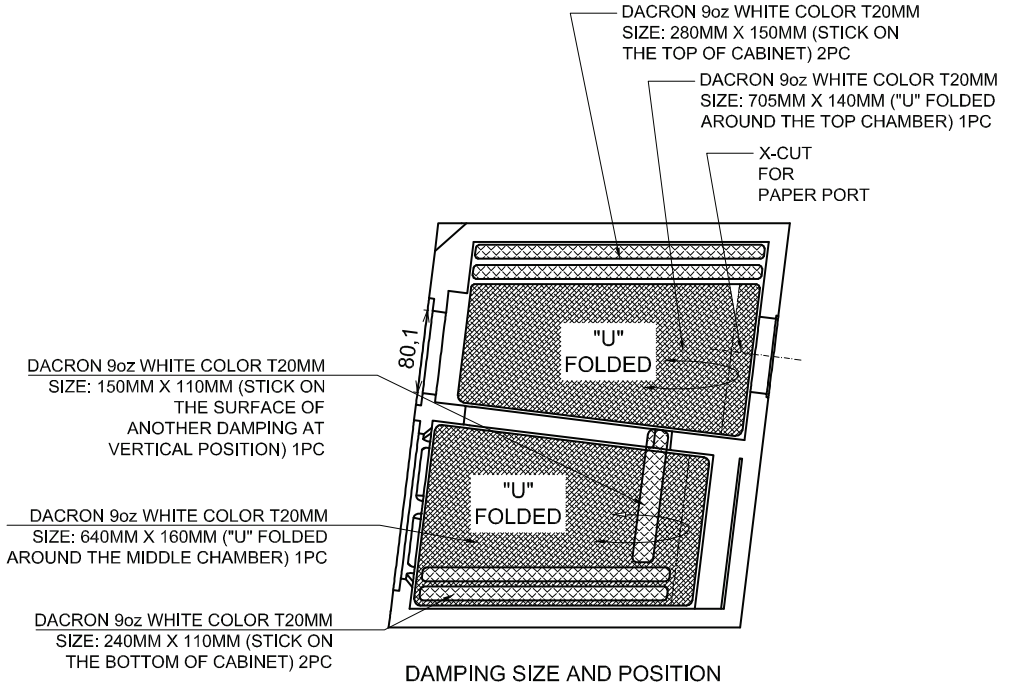 DACRON 9oz WHITE COLOR T20MM
SIZE: 280MM X 150MM (STICK ON
THE TOP OF CABINET) 2PC
DACRON 9oz WHITE COLOR T20MM
SIZE: 705MM X 140MM ("U" FOLDED
AROUND THE TOP CHAMBER) 1PC
X-CUT
FOR
PAPER PORT
80,1
"U"
FOLDED
DACRON 9oz WHITE COLOR T20MM
SIZE: 150MM X 110MM (STICK ON
THE SURFACE OF
ANOTHER DAMPING AT
VERTICAL POSITION) 1PC
"U"
FOLDED
DACRON 9oz WHITE COLOR T20MM
SIZE: 640MM X 160MM ("U" FOLDED
AROUND THE MIDDLE CHAMBER) 1PC
DACRON 9oz WHITE COLOR T20MM
SIZE: 240MM X 110MM (STICK ON
THE BOTTOM OF CABINET) 2PC
DAMPING SIZE AND POSITION